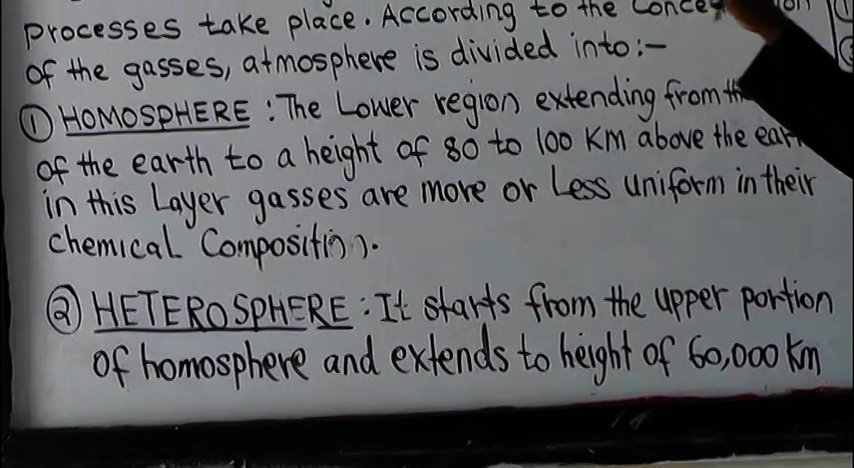 Processes take place. According to the
of the gasses, atmosphere is divided into:-
① HOMOSPHERE : The Lower region extending from
of the earth to a height of 80 to 100 Km above the
in this Layer gasses are more or Less uniform in their
chemical Compositin).
② HETEROSPHERE : It starts from the upper portion
of homosphere and extends to height of 60,000 Km